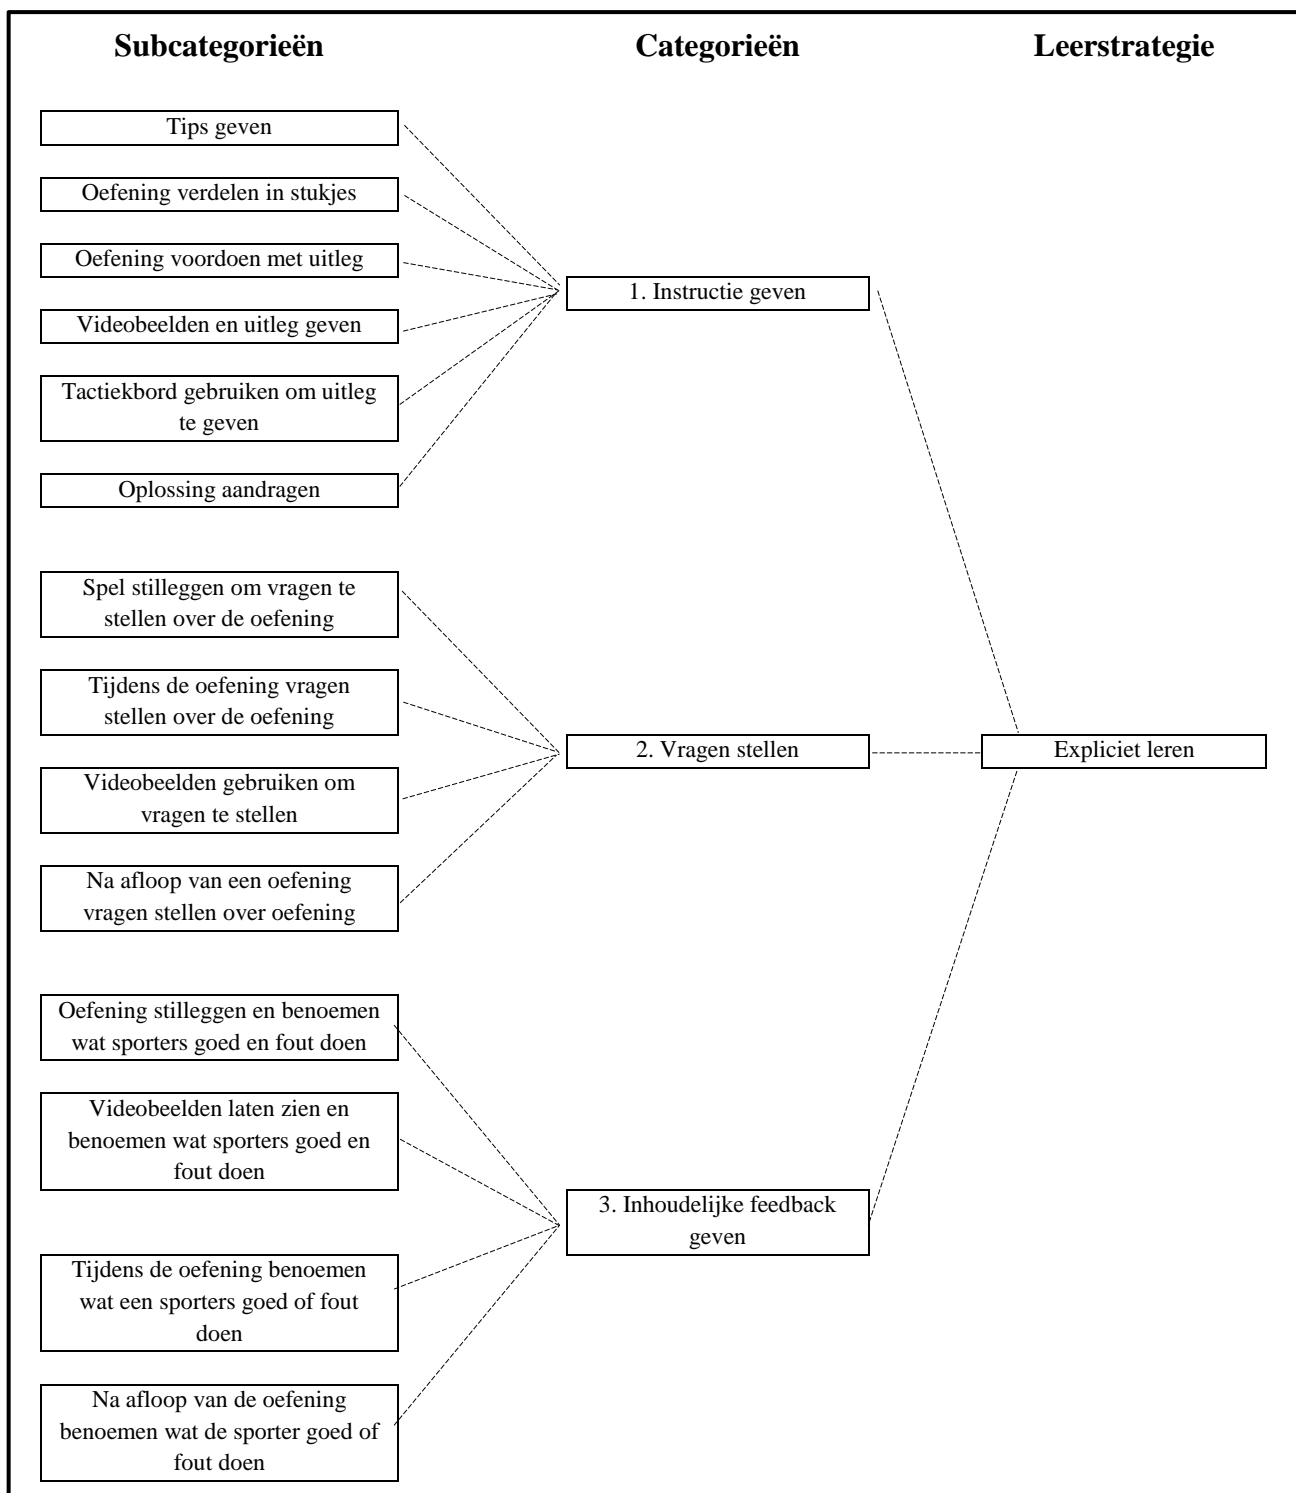 Subcategorieën
Categorieën
Leerstrategie
Tips geven
Oefening verdelen in stukjes
Oefening voordoen met uitleg
Videobeelden en uitleg geven
Tactiekbord gebruiken om uitleg
te geven
Oplossing aandragen
1. Instructie geven
Spel stilleggen om vragen te
stellen over de oefening
Tijdens de oefening vragen
stellen over de oefening
Videobeelden gebruiken om
vragen te stellen
Na afloop van een oefening
vragen stellen over oefening
2. Vragen stellen
Expliciet leren
Oefening stilleggen en benoemen
wat sporters goed en fout doen
Videobeelden laten zien en
benoemen wat sporters goed en
fout doen
Tijdens de oefening benoemen
wat een sporters goed of fout
doen
Na afloop van de oefening
benoemen wat de sporter goed of
fout doen
3. Inhoudelijke feedback
geven